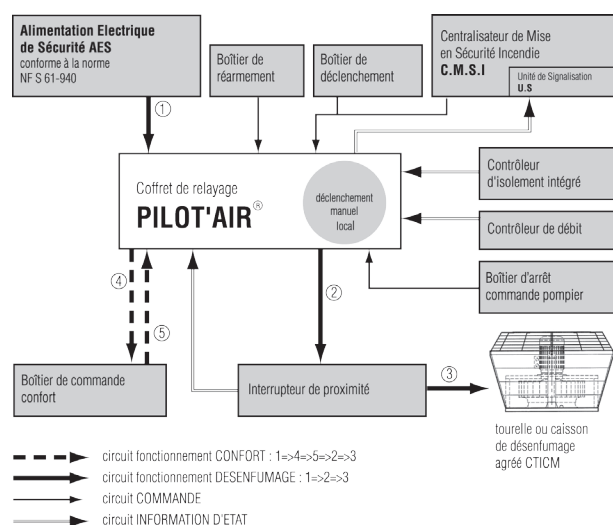 Alimentation Electrique
de Sécurité AES
conforme à la norme
NF S 61-940
Boîtier de
réarmement
Boîtier de
déclenchement
Centralisateur de Mise
en Sécurité Incendie
C.M.S.I
Unité de Signalisation
U.S
①
Coffret de relayage
PILOT'AIR®
déclenchement
manuel
local
Contrôleur
d'isolement intégré
Contrôleur de débit
Boîtier d'arrêt
commande pompier
④
⑤
②
Boîtier de commande
confort
Interrupteur de proximité
③
tourelle ou caisson
de désenfumage
agréé CTICM
circuit fonctionnement CONFORT : 1=>4=>5=>2=>3
circuit fonctionnement DESENFUMAGE : 1=>2=>3
circuit COMMANDE
circuit INFORMATION D'ETAT